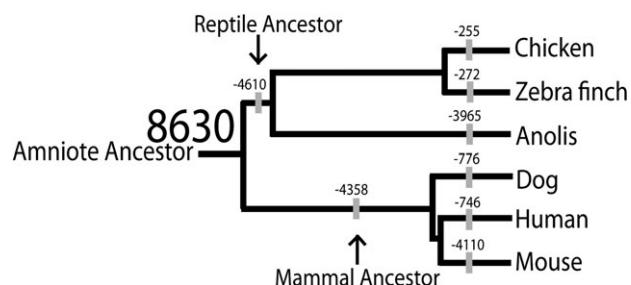 Reptile Ancestor
-255
Chicken
-4610
-272
Zebra finch
8630
-3965
Anolis
Amniote Ancestor
-776
Dog
-4358
-746
Human
-4110
Mouse
Mammal Ancestor